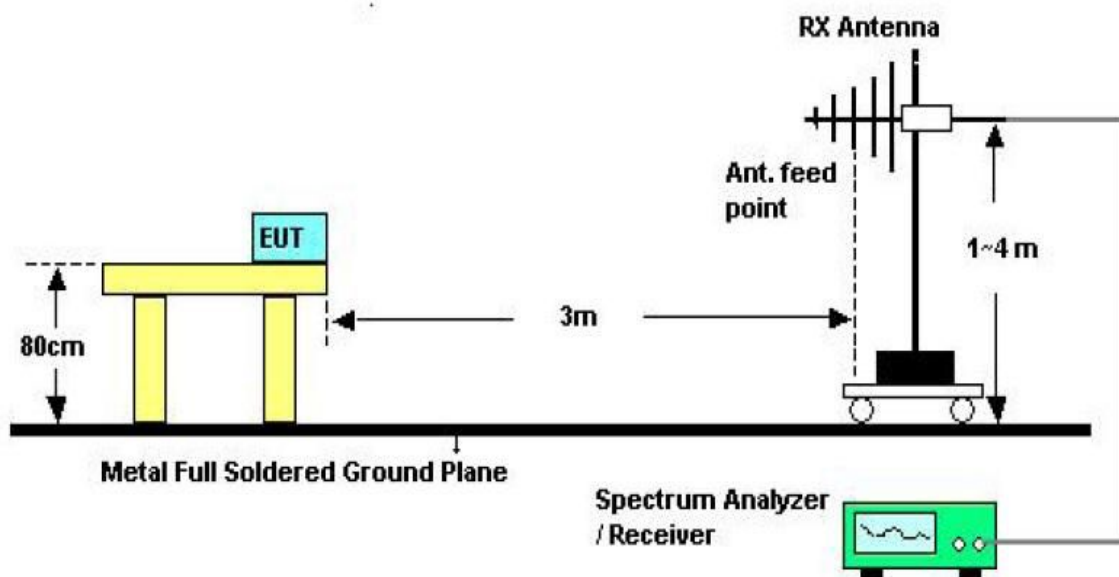 RX Antenna
Ant. feed
point
EUT
1~4 m
3m
80cm
Metal Full Soldered Ground Plane
Spectrum Analyzer
/ Receiver